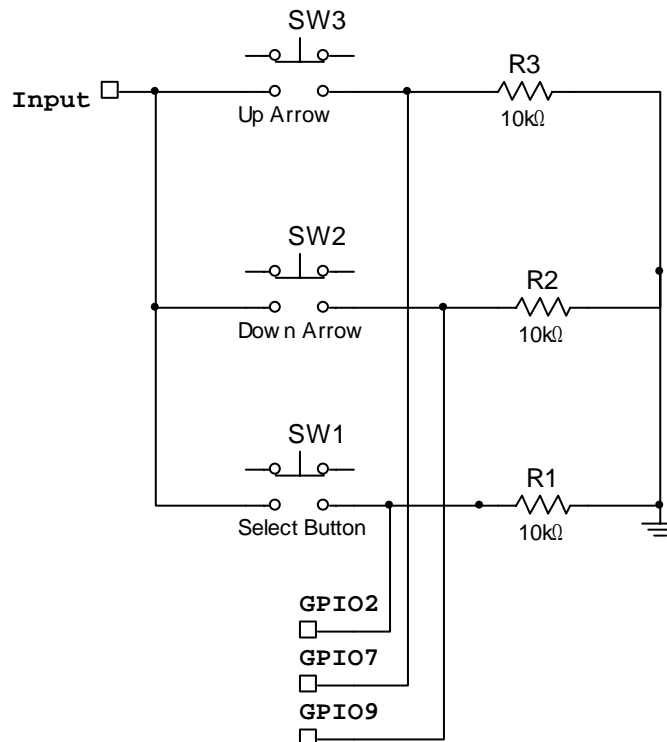 SW3
R3
Input
Up Arrow
10kΩ
SW2
R2
Down Arrow
10kΩ
SW1
R1
Select Button
10kΩ
GPIO2
GPIO7
GPIO9